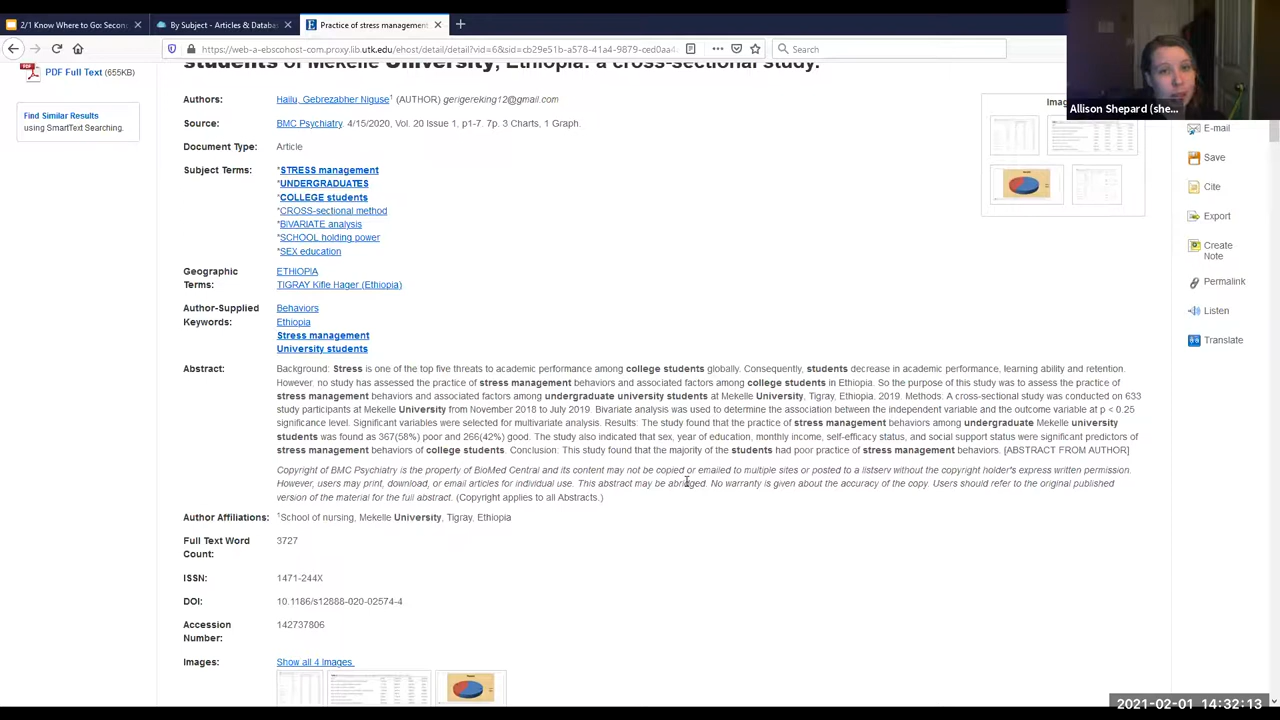 2/1 Know Where to Go: Secon
By Subject - Articles & Databa
Practice of stress management
https://web-a-ebscohost-com.proxy.lib.utk.edu/ehost/detail/detail?vid=6&sid=cb29e51b-a578-41a4-9879-ced0aa4
Search
Allison Shepard (she...
students of Mekelle University, Ethiopia: a cross-sectional study.
PDF Full Text (655KB)
Find Similar Results
using SmartText Searching.
Authors: Hailu, Gebrezabher Niguse1 (AUTHOR) gerigereking12@gmail.com
Source: BMC Psychiatry. 4/15/2020, Vol. 20 Issue 1, p1-7. 7p. 3 Charts, 1 Graph.
Document Type: Article
Subject Terms: *STRESS management
*UNDERGRADUATES
*COLLEGE students
*CROSS-sectional method
*BIVARIATE analysis
*SCHOOL holding power
*SEX education
Geographic Terms: ETHIOPIA
TIGRAY Kifle Hager (Ethiopia)
Author-Supplied Keywords: Behaviors
Ethiopia
Stress management
University students
Abstract: Background: Stress is one of the top five threats to academic performance among college students globally. Consequently, students decrease in academic performance, learning ability and retention.
However, no study has assessed the practice of stress management behaviors and associated factors among college students in Ethiopia. So the purpose of this study was to assess the practice of
stress management behaviors and associated factors among undergraduate university students at Mekelle University, Tigray, Ethiopia, 2019. Methods: A cross-sectional study was conducted on 633
study participants at Mekelle University from November 2018 to July 2019. Bivariate analysis was used to determine the association between the independent variable and the outcome variable at p < 0.25
significance level. Significant variables were selected for multivariate analysis. Results: The study found that the practice of stress management behaviors among undergraduate Mekelle university
students was found as 367(58%) poor and 266(42%) good. The study also indicated that sex, year of education, monthly income, self-efficacy status, and social support status were significant predictors of
stress management behaviors of college students. Conclusion: This study found that the majority of the students had poor practice of stress management behaviors. [ABSTRACT FROM AUTHOR]
Copyright of BMC Psychiatry is the property of BioMed Central and its content may not be copied or emailed to multiple sites or posted to a listserv without the copyright holder's express written permission.
However, users may print, download, or email articles for individual use. This abstract may be abridged. No warranty is given about the accuracy of the copy. Users should refer to the original published
version of the material for the full abstract. (Copyright applies to all Abstracts.)
Author Affiliations: 1School of nursing, Mekelle University, Tigray, Ethiopia
Full Text Word Count: 3727
ISSN: 1471-244X
DOI: 10.1186/s12888-020-02574-4
Accession Number: 142737806
Images: Show all 4 Images
E-mail
Save
Cite
Export
Create Note
Permalink
Listen
Translate
2021-02-01 14:32:13